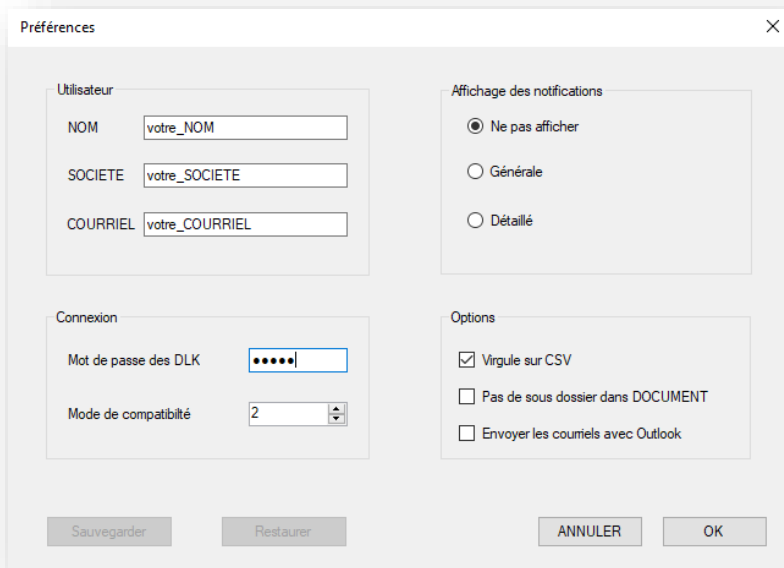 Préférences
Utilisateur
NOM votre_NOM
SOCIETE votre_SOCIETE
COURRIEL votre_COURRIEL
Affichage des notifications
Ne pas afficher
Générale
Détaillé
Connexion
Mot de passe des DLK •••••
Mode de compatibilté 2
Options
Virgule sur CSV
Pas de sous dossier dans DOCUMENT
Envoyer les courriels avec Outlook
Sauvegarder Restaurer ANNULER OK